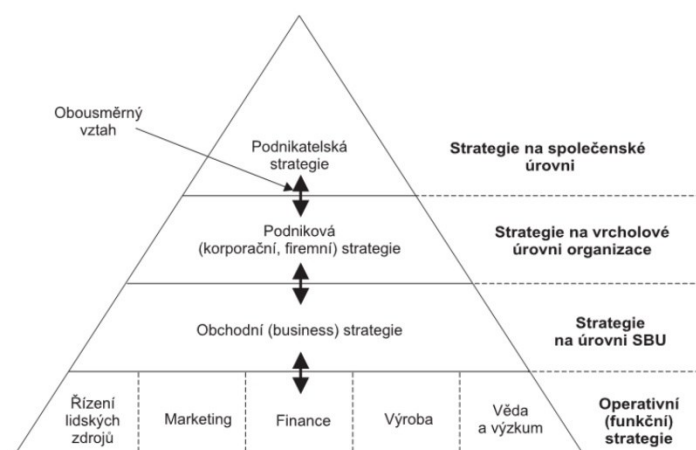 Obousměrný
vztah
Podnikatelská
strategie
Strategie na společenské
úrovni
Podniková
(korporační, firemní) strategie
Strategie na vrcholové
úrovni organizace
Obchodní (business) strategie
Strategie
na úrovni SBU
Řízení
lidských
zdrojů
Marketing
Finance
Výroba
Věda
a výzkum
Operativní
(funkční)
strategie